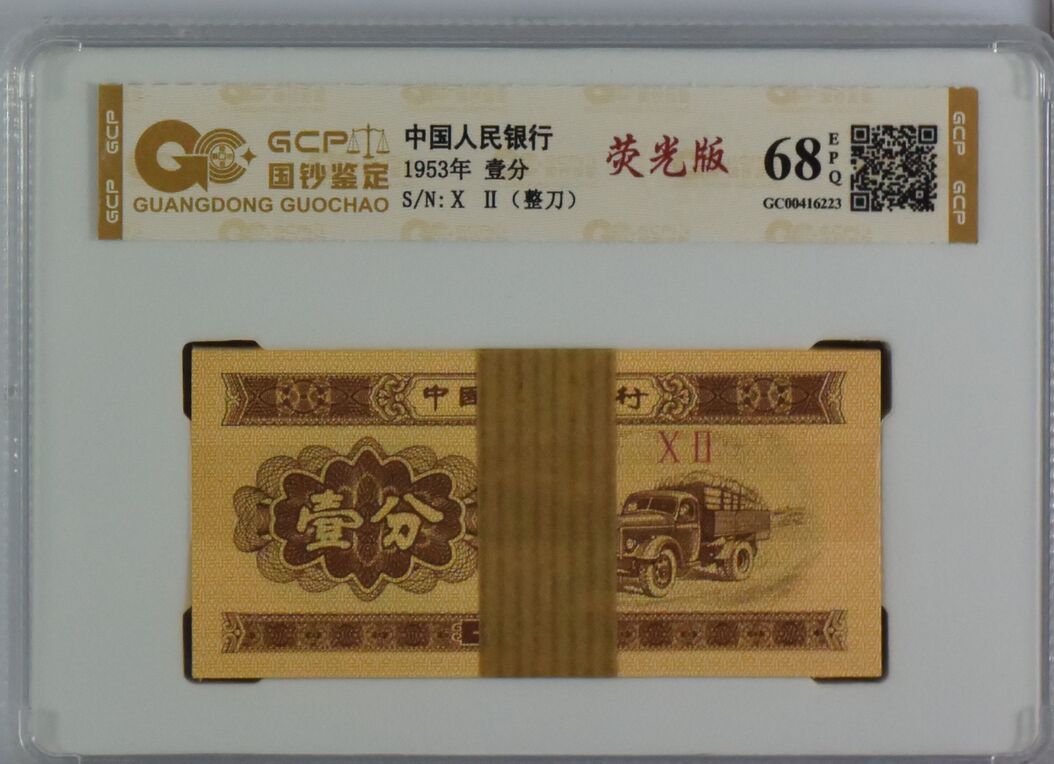 GCP
GCP
GCP
国钞鉴定
GUANGDONG GUOCHAO
中国人民银行
1953年 壹分
S/N: X Ⅱ (整刀)
荧光版
68
EPQ
GC00416223
GCP
GCP
中国
行
XⅡ
壹分